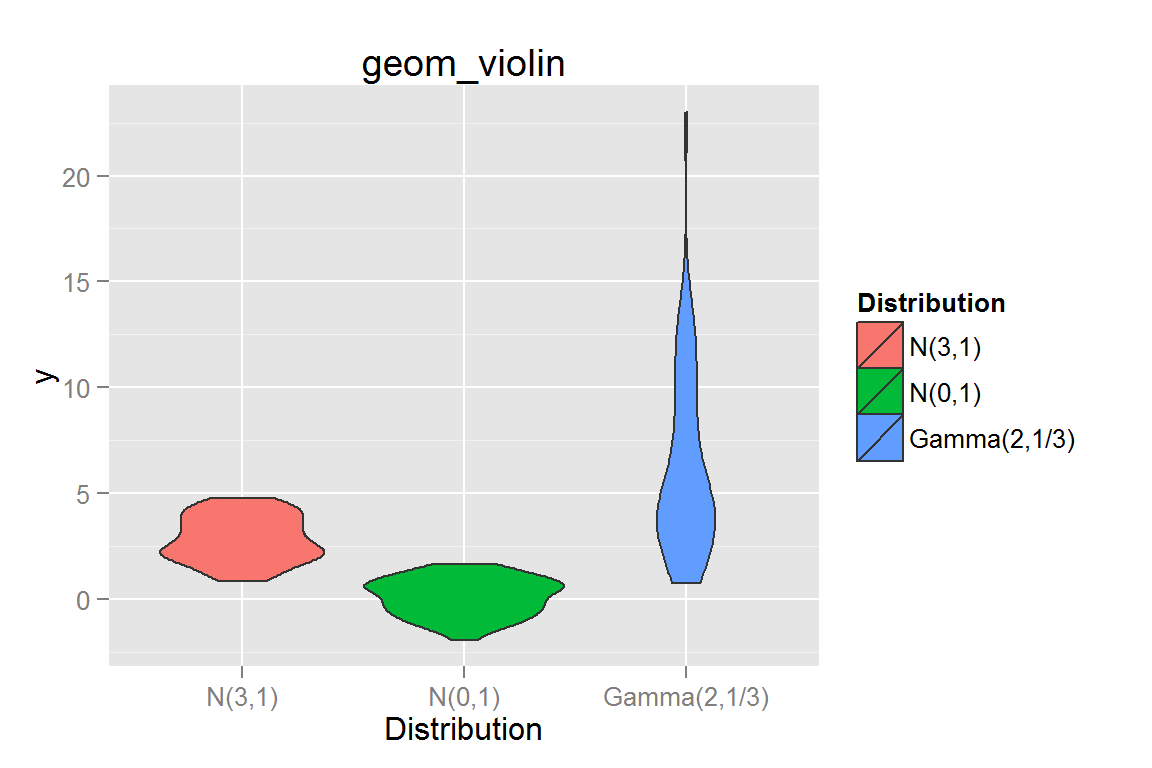 geom_violin
20
15
10
5
0
y
N(3,1)
N(0,1)
Gamma(2,1/3)
Distribution
Distribution
N(3,1)
N(0,1)
Gamma(2,1/3)